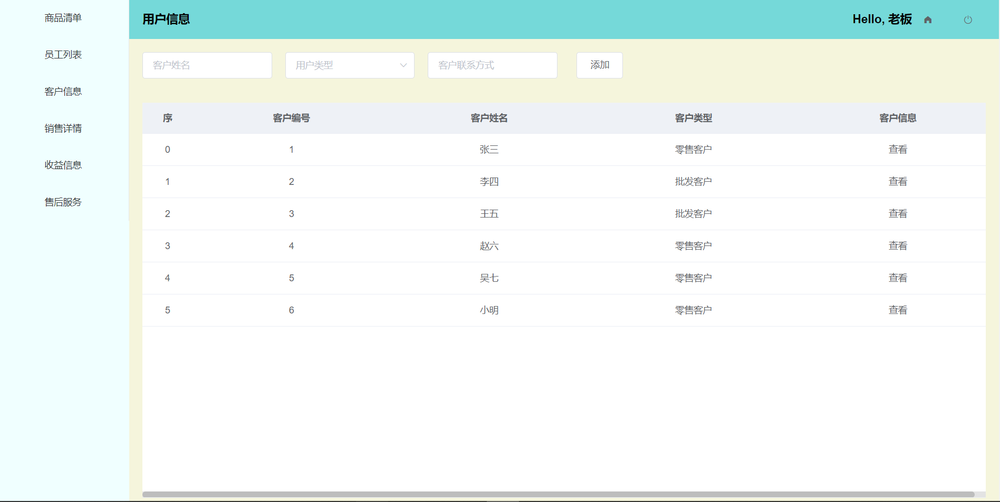 商品清单
员工列表
客户信息
销售详情
收益信息
售后服务
用户信息
Hello, 老板
客户姓名 用户类型 客户联系方式 添加
序 客户编号 客户姓名 客户类型 客户信息
0 1 张三 零售客户 查看
1 2 李四 批发客户 查看
2 3 王五 批发客户 查看
3 4 赵六 零售客户 查看
4 5 吴七 零售客户 查看
5 6 小明 零售客户 查看